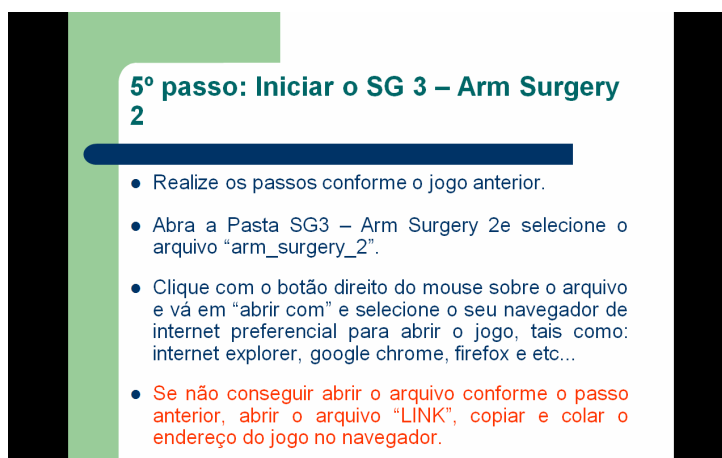 5º passo: Iniciar o SG 3 – Arm Surgery
2
● Realize os passos conforme o jogo anterior.
● Abra a Pasta SG3 – Arm Surgery 2e selecione o
arquivo “arm_surgery_2”.
● Clique com o botão direito do mouse sobre o arquivo
e vá em “abrir com” e selecione o seu navegador de
internet preferencial para abrir o jogo, tais como:
internet explorer, google chrome, firefox e etc...
● Se não conseguir abrir o arquivo conforme o passo
anterior, abrir o arquivo “LINK”, copiar e colar o
endereço do jogo no navegador.